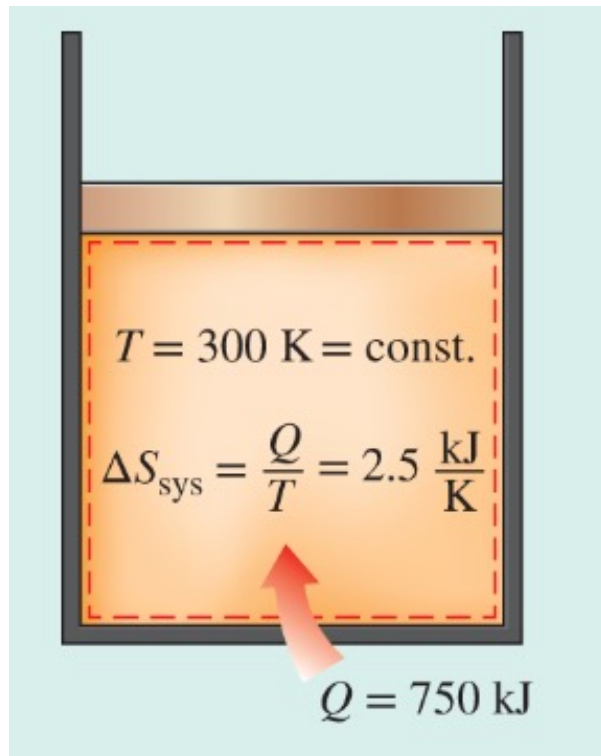 T = 300 K = const.
ΔS_sys = Q/T = 2.5 kJ/K
Q = 750 kJ